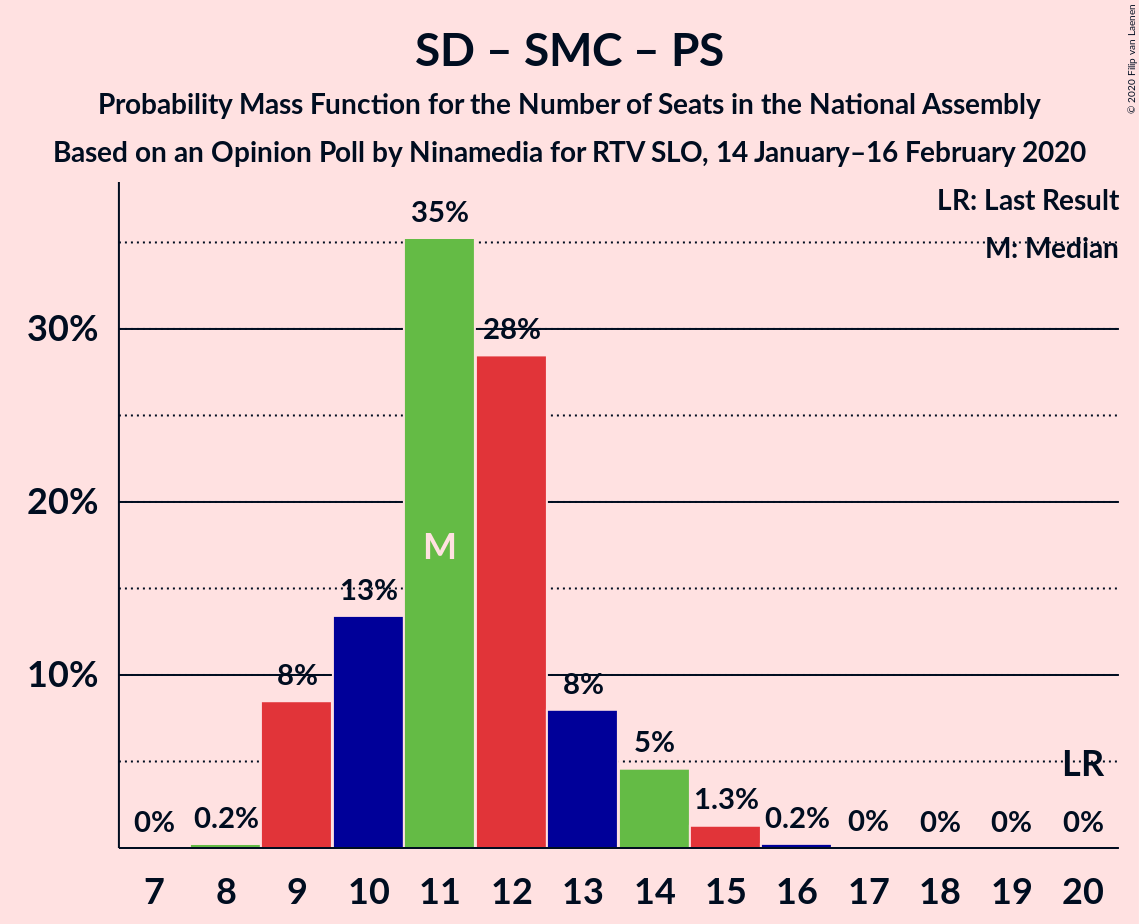 SD – SMC – PS
Probability Mass Function for the Number of Seats in the National Assembly
Based on an Opinion Poll by Ninamedia for RTV SLO, 14 January–16 February 2020
© 2020 Filip van Laenen
LR: Last Result
M: Median
35%
30%
28%
20%
M
13%
10%
8%
8%
5%
LR
0%
0.2%
1.3%
0.2%
0%
0%
0%
0%
7 8 9 10 11 12 13 14 15 16 17 18 19 20